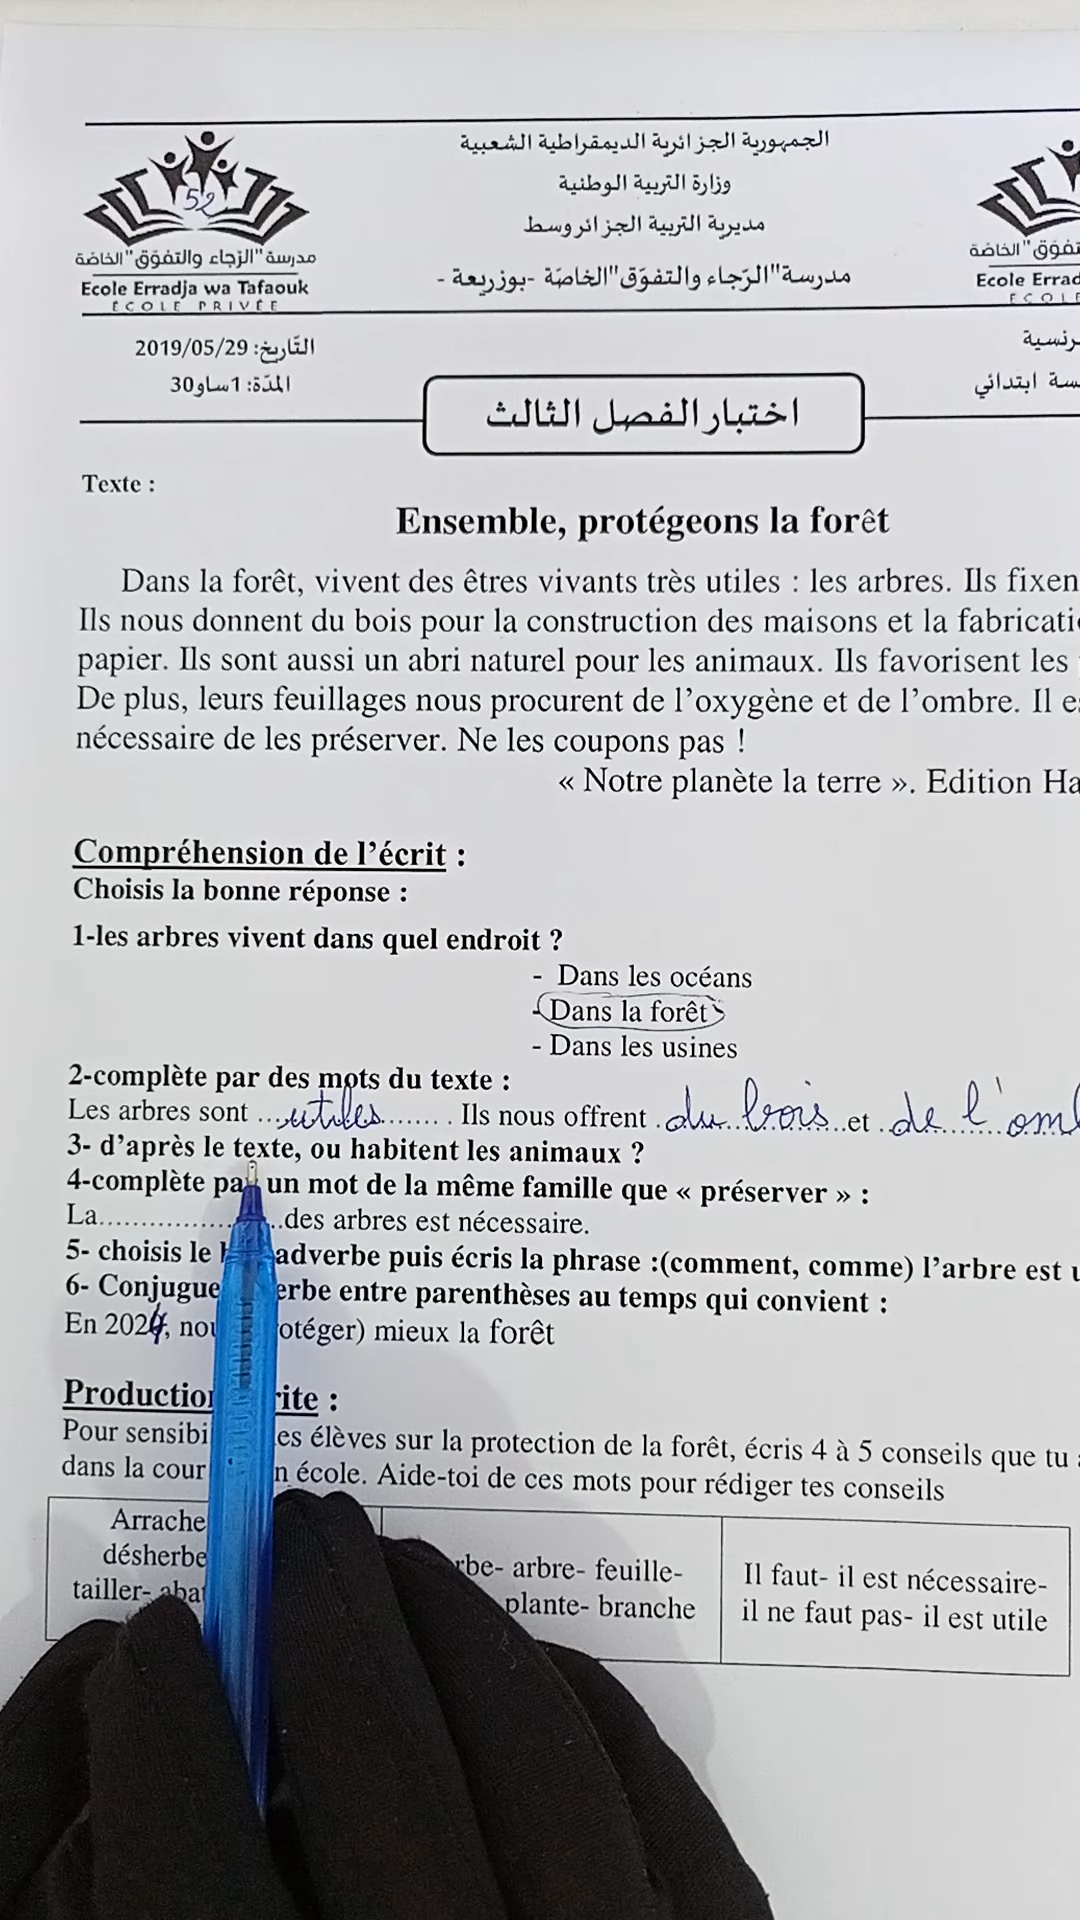 الجمهورية الجزائرية الديمقراطية الشعبية
وزارة التربية الوطنية
مديرية التربية الجزائر وسط
مدرسة "الرّجاء والتفوّق" الخاصّة -بوزريعة -
52
مدرسة "الرّجاء والتفوّق" الخاصّة
Ecole Erradja wa Tafaouk
ÉCOLE PRIVÉE
Ecole Errad
التّاريخ: 2019/05/29
المدّة: 1سا و30
ابتدائي
اختبار الفصل الثالث
Texte :
Ensemble, protégeons la forêt
Dans la forêt, vivent des êtres vivants très utiles : les arbres. Ils fixen
Ils nous donnent du bois pour la construction des maisons et la fabricati
papier. Ils sont aussi un abri naturel pour les animaux. Ils favorisent les
De plus, leurs feuillages nous procurent de l'oxygène et de l'ombre. Il e
nécessaire de les préserver. Ne les coupons pas !
« Notre planète la terre ». Edition Ha
Compréhension de l'écrit :
Choisis la bonne réponse :
1-les arbres vivent dans quel endroit ?
- Dans les océans
- Dans la forêt
- Dans les usines
2-complète par des mots du texte :
Les arbres sont ...utiles......... Ils nous offrent .du bois..et .de l'om
3- d'après le texte, ou habitent les animaux ?
4-complète pa un mot de la même famille que « préserver » :
La.................des arbres est nécessaire.
5- choisis le adverbe puis écris la phrase :(comment, comme) l'arbre est u
6- Conjugue erbe entre parenthèses au temps qui convient :
En 2024, nou otéger) mieux la forêt
Productio rite :
Pour sensibi es élèves sur la protection de la forêt, écris 4 à 5 conseils que tu
dans la cour n école. Aide-toi de ces mots pour rédiger tes conseils
Arrache
désherbe
tailler- abat
rbe- arbre- feuille-
plante- branche
Il faut- il est nécessaire-
il ne faut pas- il est utile